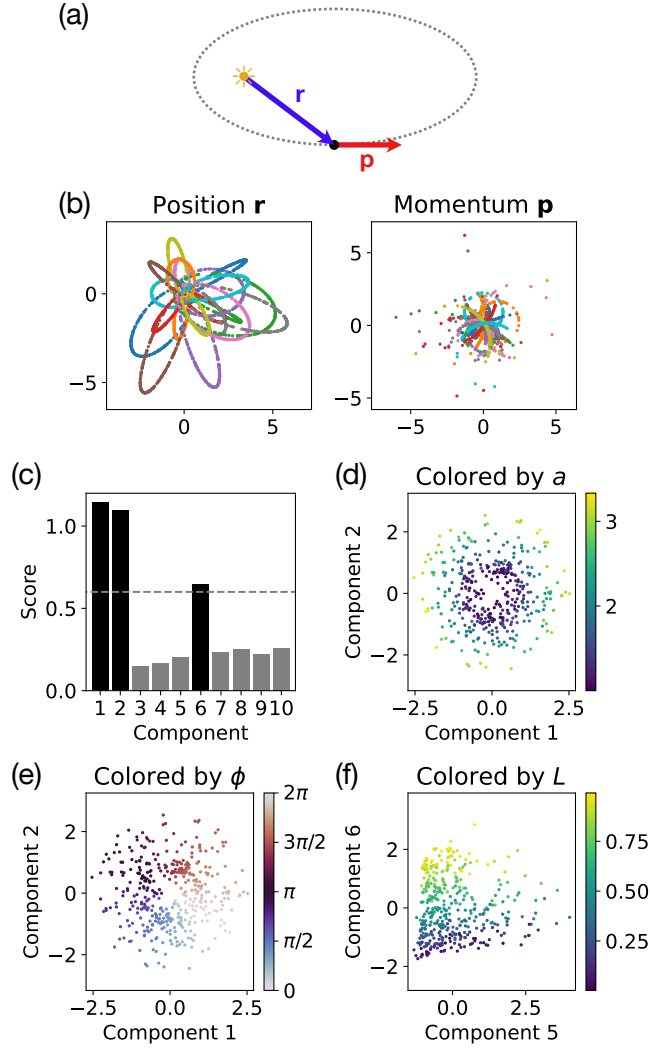 (a)
r
p
(b)
Position r
Momentum p
0
−5
0
5
5
0
−5
−5
0
5
(c)
1.0
0.5
0.0
Score
1 2 3 4 5 6 7 8 9 10
Component
(d)
Colored by a
2
0
−2
Component 2
−2.5 0.0 2.5
Component 1
3
2
(e)
Colored by ϕ
2
0
−2
Component 2
−2.5 0.0 2.5
Component 1
2π
3π/2
π
π/2
0
(f)
Colored by L
2
0
−2
Component 6
0.0 2.5
Component 5
0.75
0.50
0.25